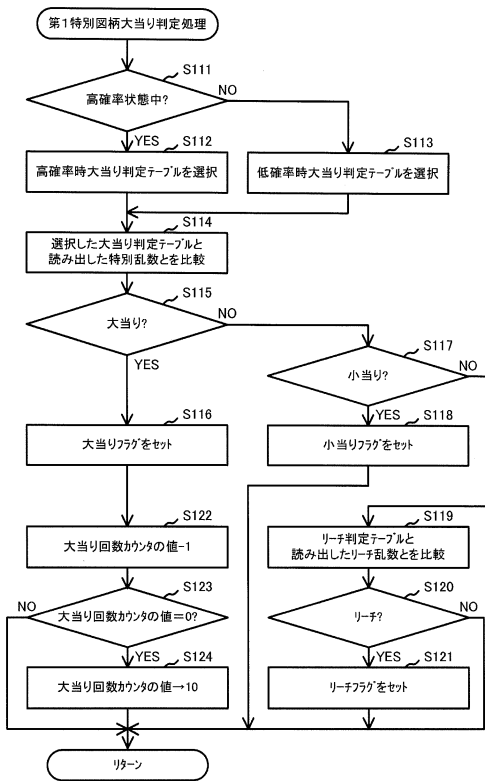 第1特別図柄大当り判定処理
S111
高確率状態中?
NO
YES
S112
高確率時大当り判定テーブルを選択
S113
低確率時大当り判定テーブルを選択
S114
選択した大当り判定テーブルと
読み出した特別乱数とを比較
S115
大当り?
NO
YES
S117
小当り?
NO
YES
S116
大当りフラグをセット
S118
小当りフラグをセット
S122
大当り回数カウンタの値-1
S119
リーチ判定テーブルと
読み出したリーチ乱数とを比較
S123
NO
大当り回数カウンタの値=0?
YES
S120
リーチ?
NO
YES
S124
大当り回数カウンタの値→10
S121
リーチフラグをセット
リターン